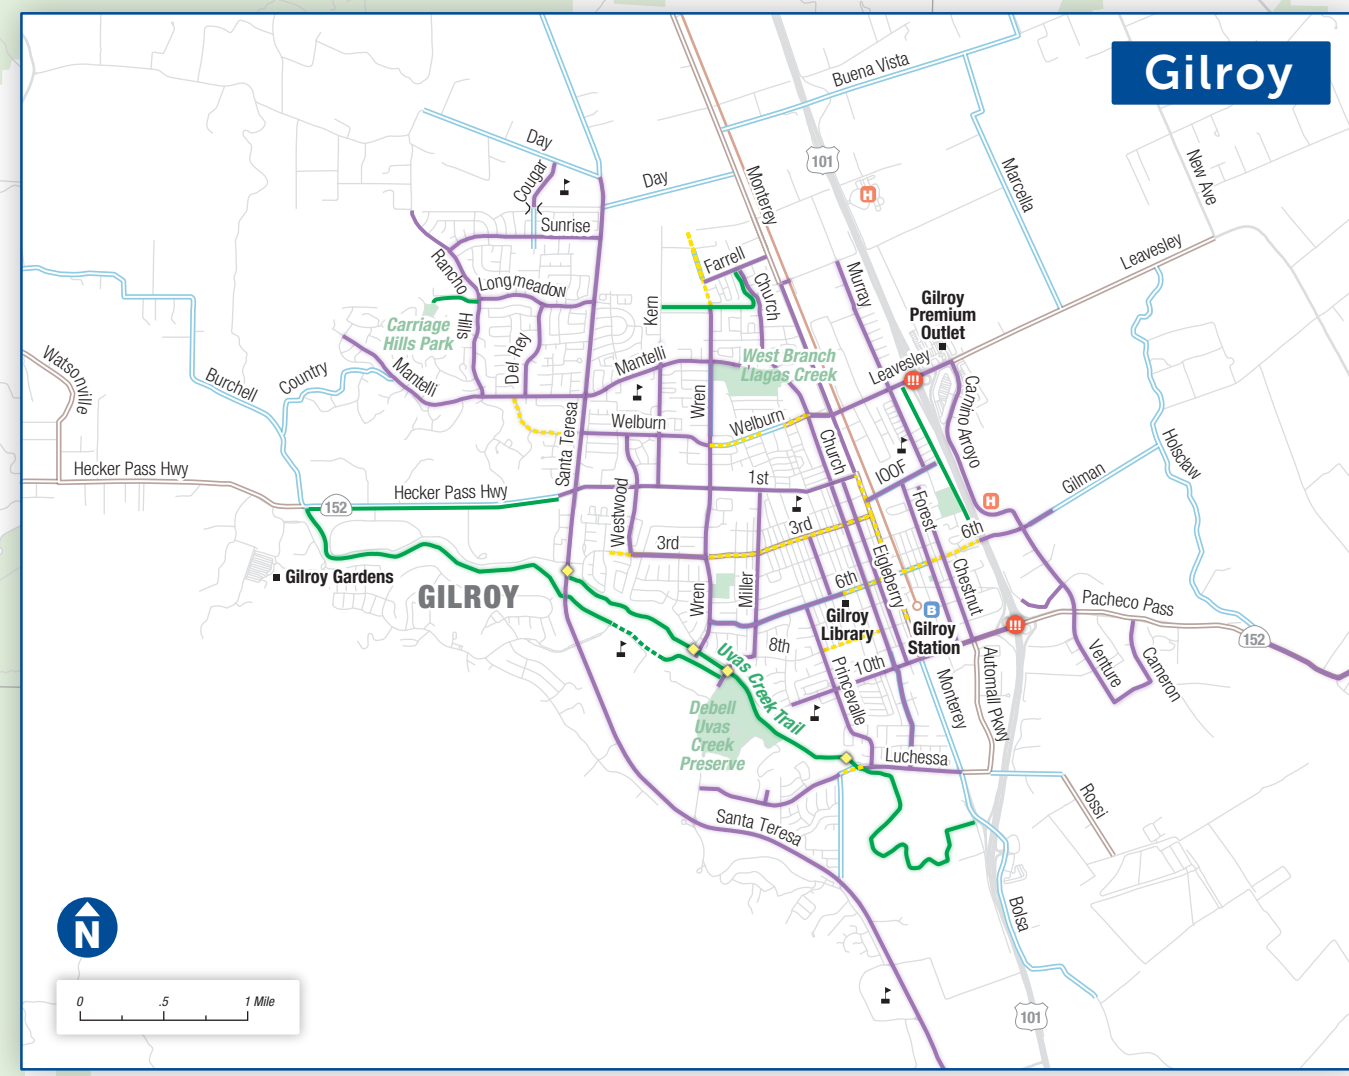 Gilroy
Buena Vista
Day
101
Cougar
Day
Monterey
Marcella
New Ave
H
Sunrise
Farrell
Leavesley
Rancho
Longmeadow
Church
Murray
Kern
Gilroy
Premium
Outlet
Carriage
Hills Park
Hills
Del Rey
Mantelli
West Branch
Llagas Creek
Leavesley
!!!
Watsonville
Burchell
Country
Mantelli
Wren
Camino Arroyo
Santa Teresa
Welburn
Welburn
Church
Holsclaw
Hecker Pass Hwy
Hecker Pass Hwy
1st
IOOF
Gilman
152
Westwood
3rd
3rd
Forest
H
6th
Eigleberry
Gilroy Gardens
GILROY
Wren
Miller
6th
Chestnut
Pacheco Pass
Gilroy
Library
B
Gilroy
Station
!!!
152
8th
Uvas Creek Trail
Princevalle
10th
Monterey
Automall Pkwy
Venture
Cameron
Debell
Uvas
Creek
Preserve
Luchessa
Santa Teresa
Rossi
Bolsa
N
0 .5 1 Mile
101